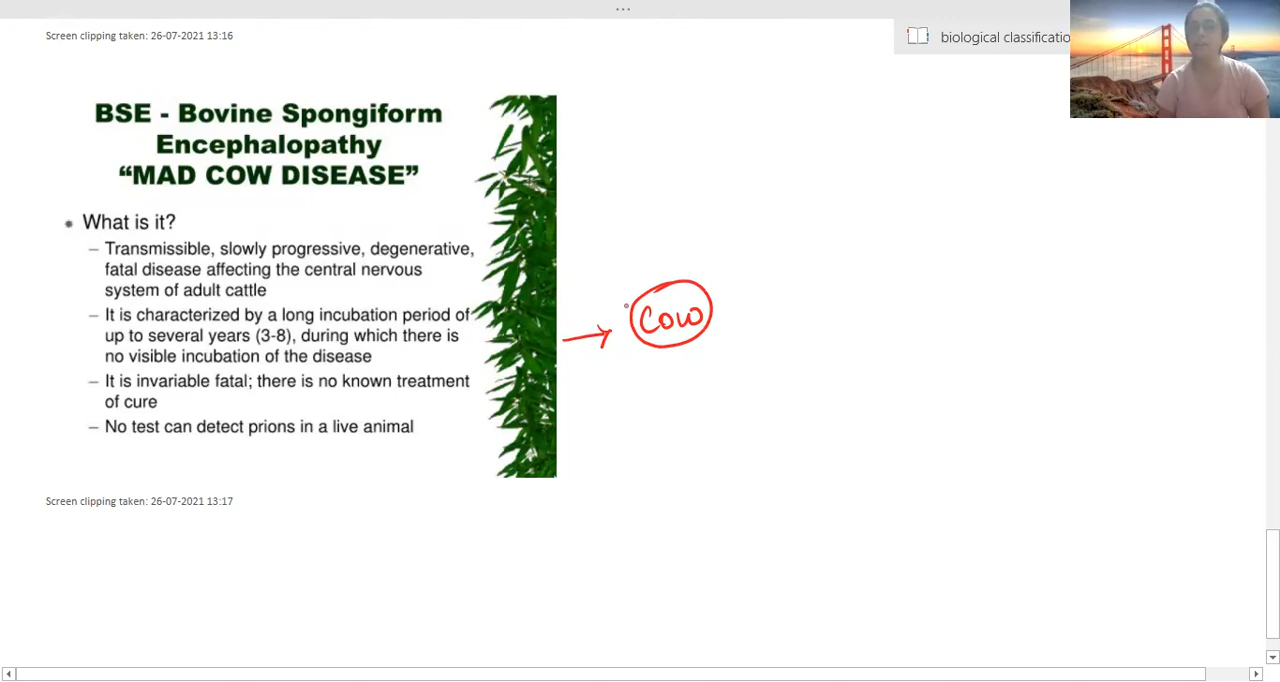 Screen clipping taken: 26-07-2021 13:16
biological classificatio
BSE - Bovine Spongiform
Encephalopathy
“MAD COW DISEASE”
What is it?
– Transmissible, slowly progressive, degenerative,
fatal disease affecting the central nervous
system of adult cattle
– It is characterized by a long incubation period of
up to several years (3-8), during which there is
no visible incubation of the disease
– It is invariable fatal; there is no known treatment
of cure
– No test can detect prions in a live animal
Cow
Screen clipping taken: 26-07-2021 13:17